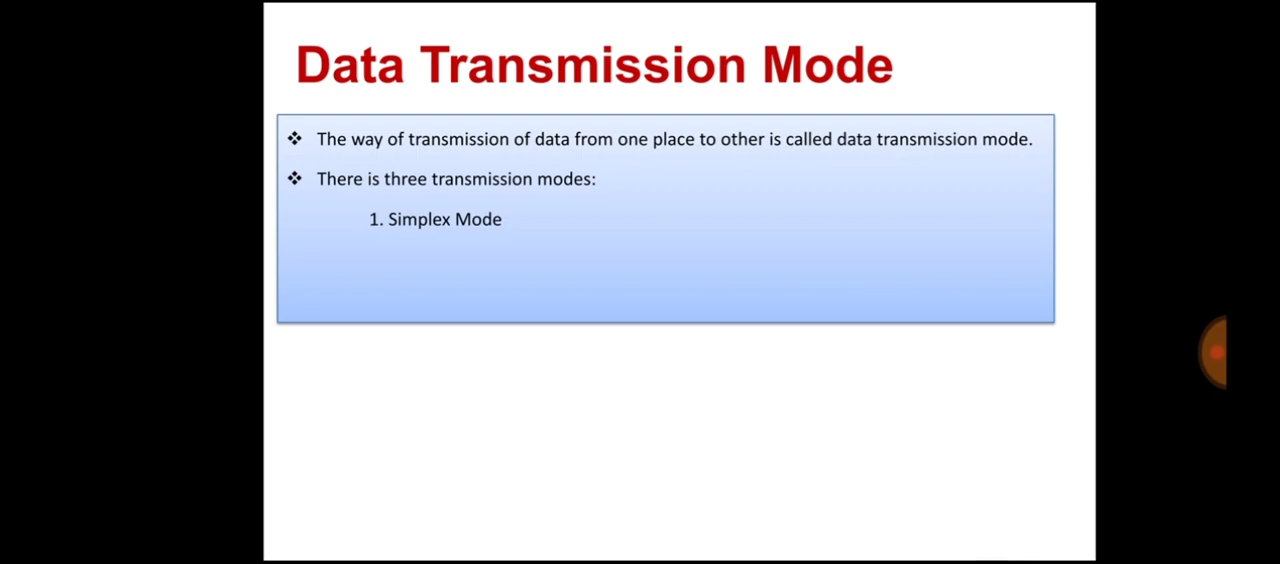 Data Transmission Mode
❖ The way of transmission of data from one place to other is called data transmission mode.
❖ There is three transmission modes:
1. Simplex Mode